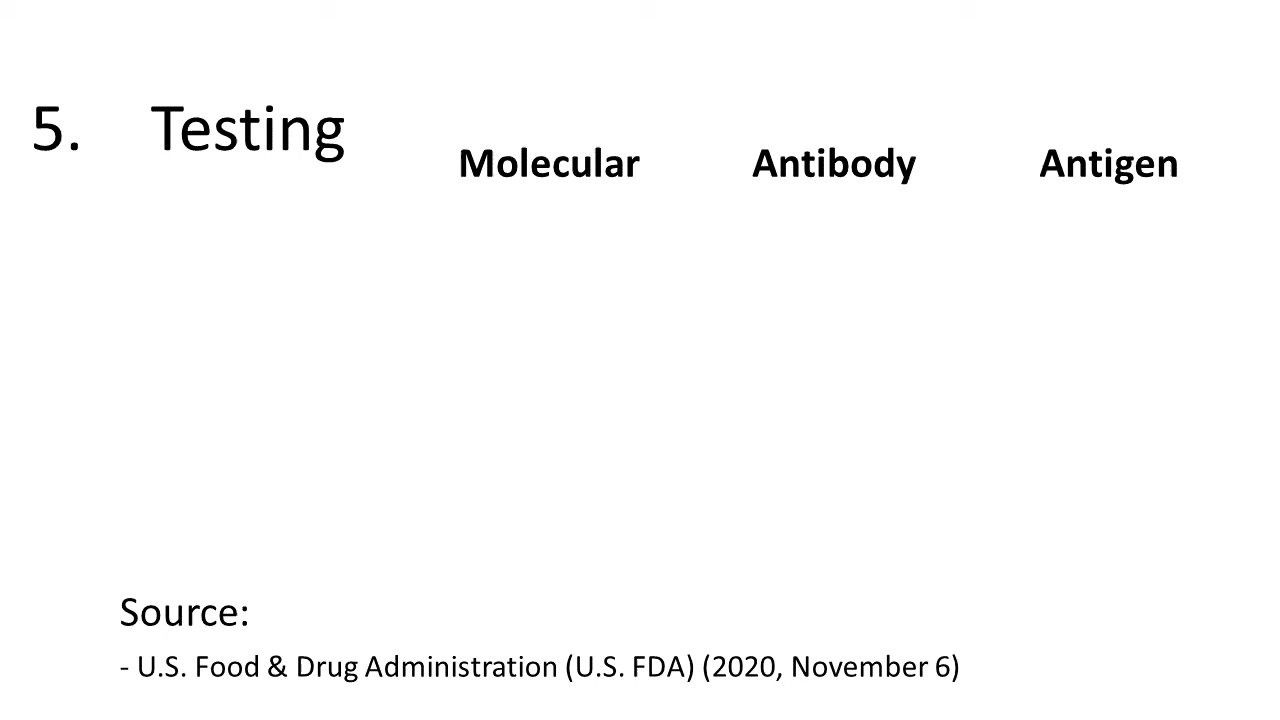 5. Testing
Molecular Antibody Antigen
Source:
- U.S. Food & Drug Administration (U.S. FDA) (2020, November 6)